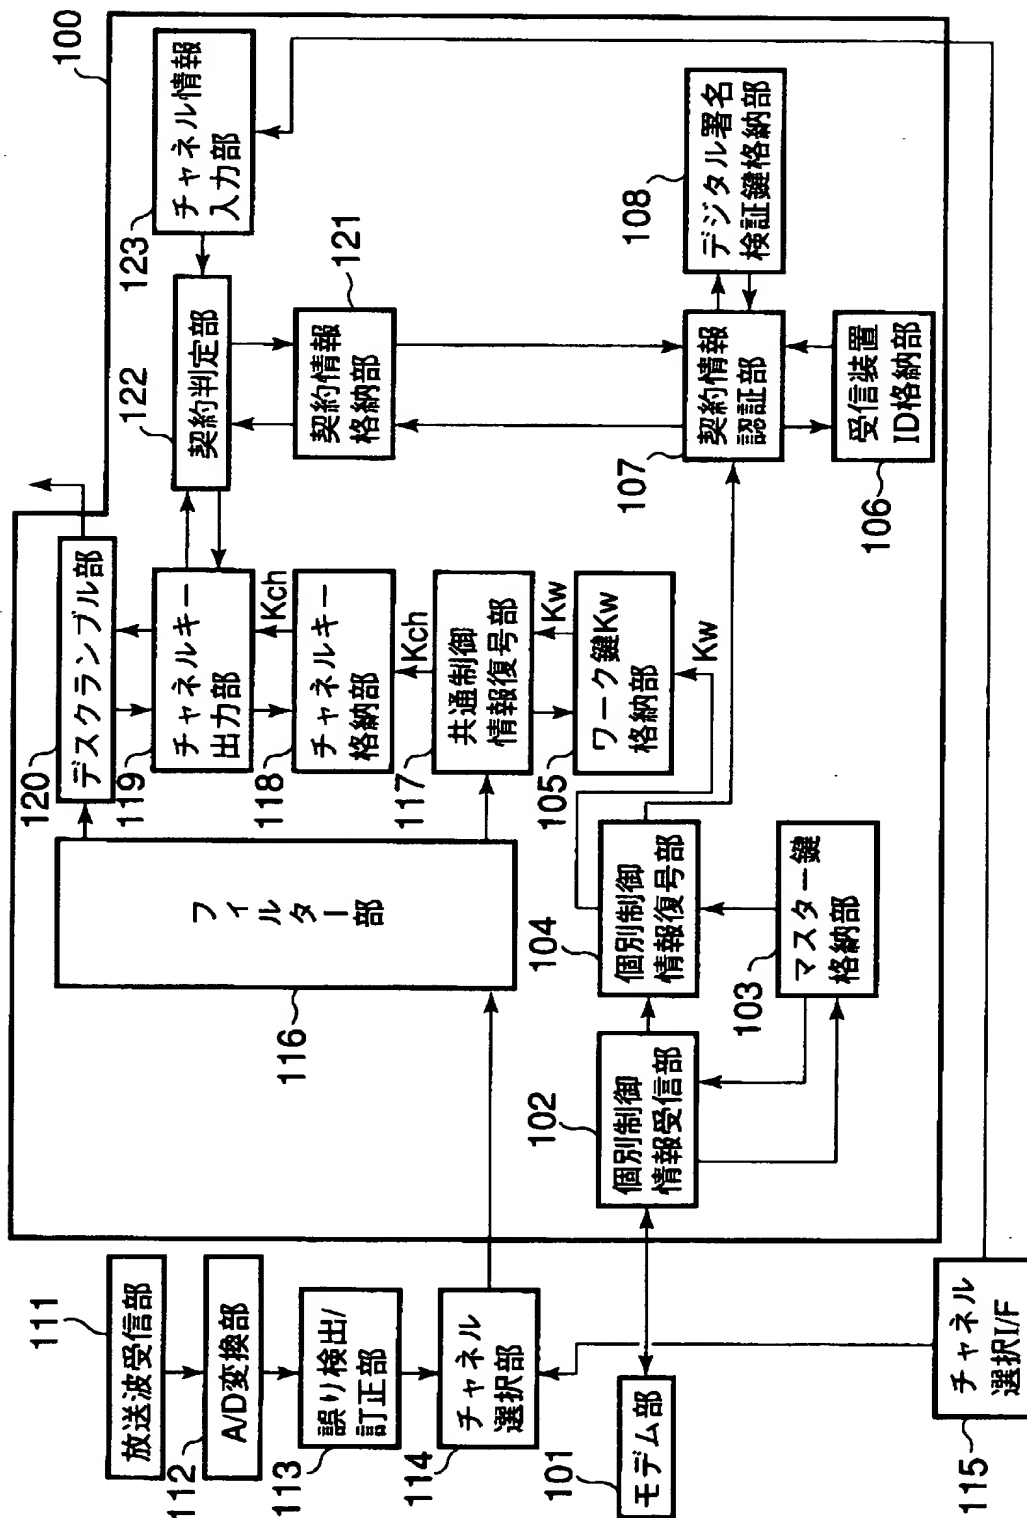 100
111
放送波受信部
112
A/D変換部
113
誤り検出/
訂正部
114
チャネル
選択部
101
モデム部
115
チャネル
選択I/F
116
フィルター部
102
個別制御
情報受信部
103
マスター鍵
格納部
104
個別制御
情報復号部
105
ワーク鍵Kw
格納部
Kw
Kw
117
共通制御
情報復号部
Kch
118
チャネルキー
格納部
Kch
119
チャネルキー
出力部
120
デスクランブル部
122
契約判定部
123
チャネル情報
入力部
121
契約情報
格納部
107
契約情報
認証部
108
デジタル署名
検証鍵格納部
106
受信装置
ID格納部